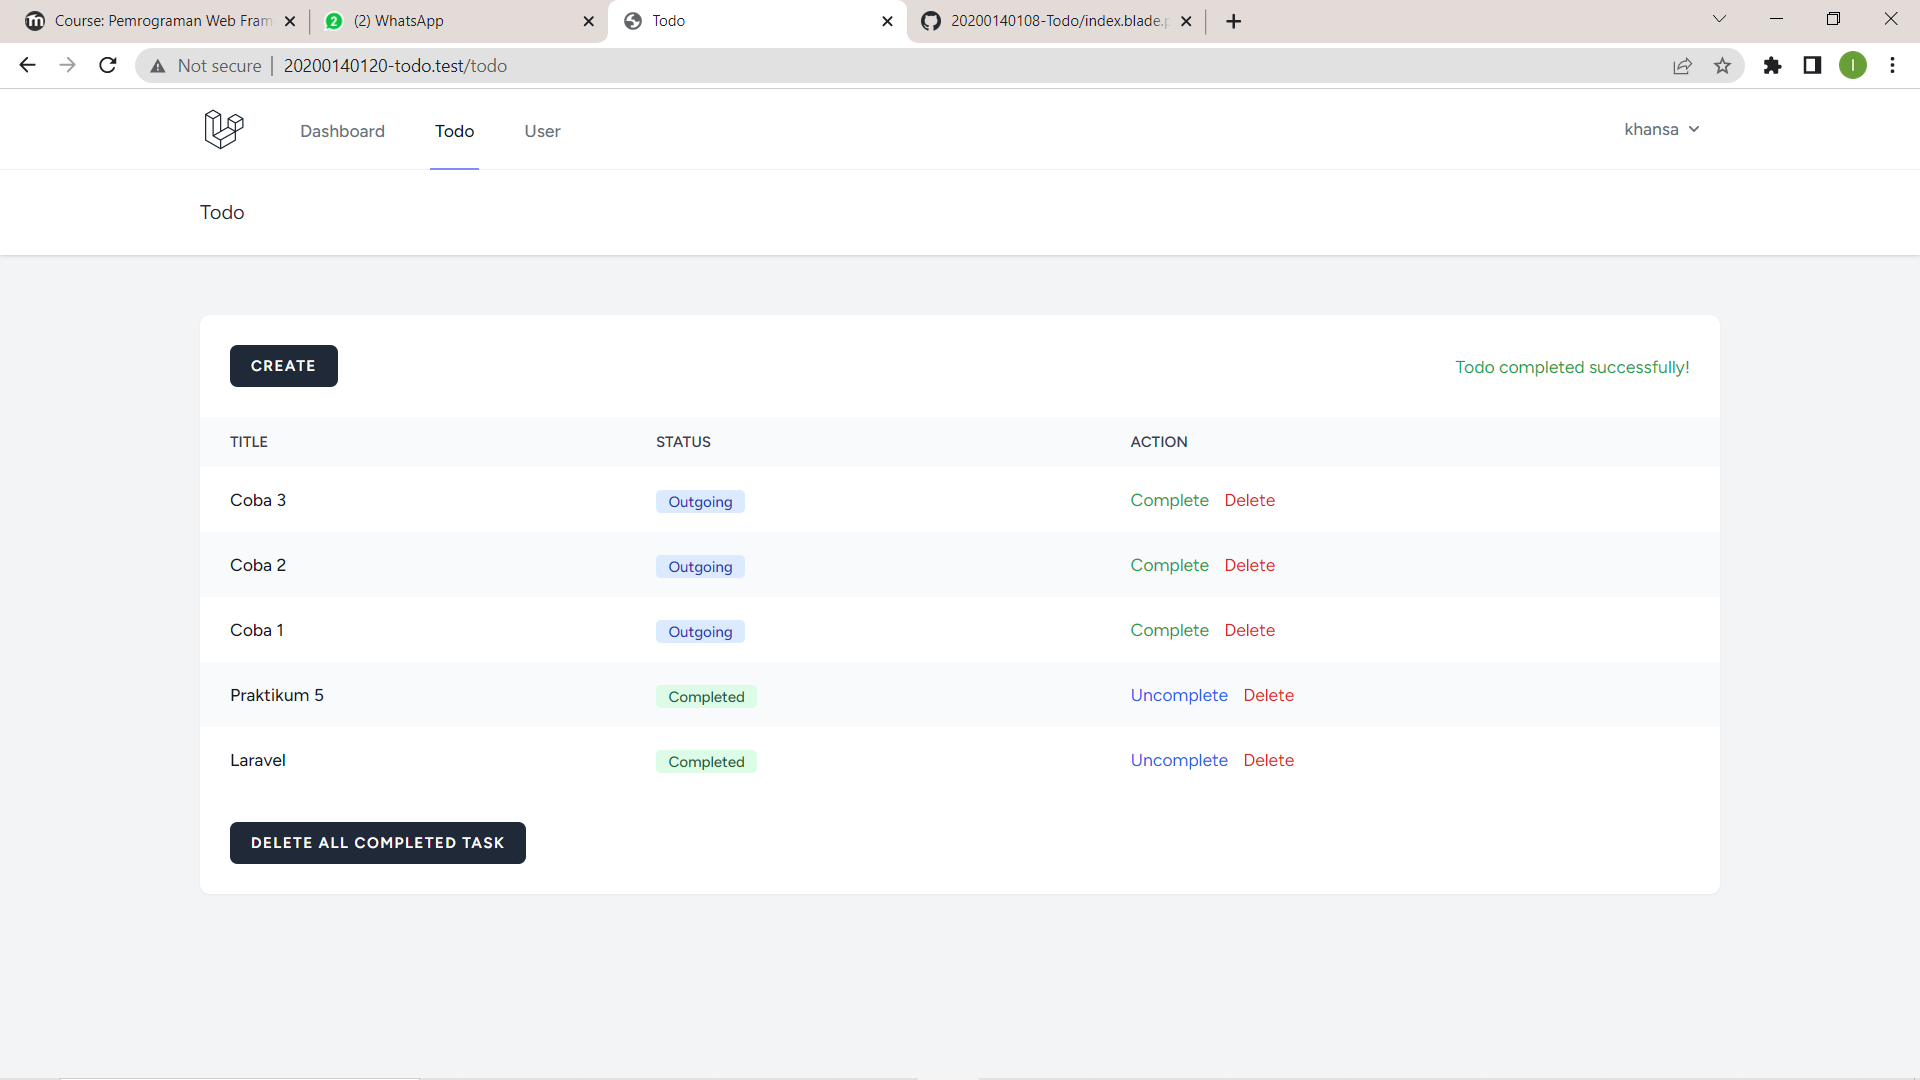 Course: Pemrograman Web Fram
2 (2) WhatsApp
Todo
20200140108-Todo/index.blade.p
Not secure 20200140120-todo.test/todo
I
Dashboard Todo User khansa
Todo
CREATE Todo completed successfully!
TITLE STATUS ACTION
Coba 3 Outgoing Complete Delete
Coba 2 Outgoing Complete Delete
Coba 1 Outgoing Complete Delete
Praktikum 5 Completed Uncomplete Delete
Laravel Completed Uncomplete Delete
DELETE ALL COMPLETED TASK